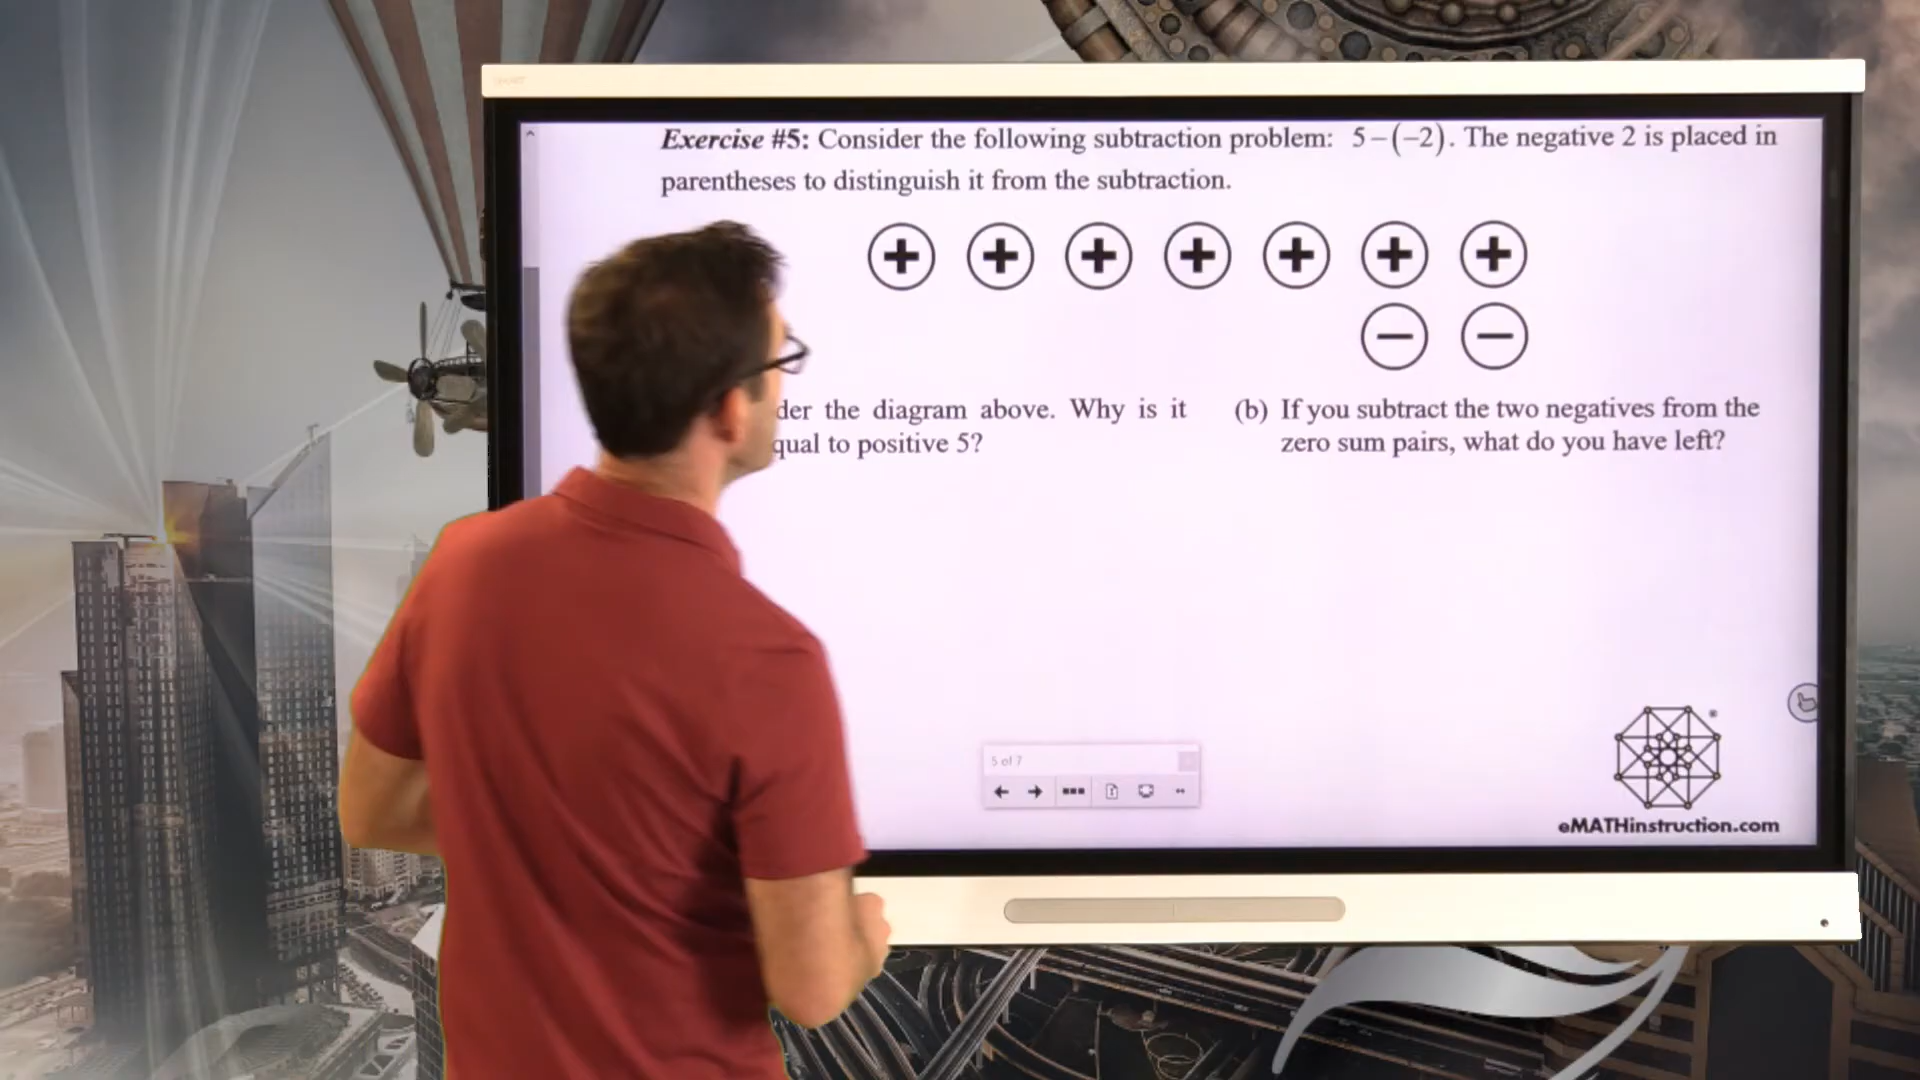 Exercise #5: Consider the following subtraction problem: 5−(−2). The negative 2 is placed in
parentheses to distinguish it from the subtraction.
+ + + + + + +
− −
der the diagram above. Why is it
qual to positive 5?
(b) If you subtract the two negatives from the
zero sum pairs, what do you have left?
5 of 7
eMATHinstruction.com